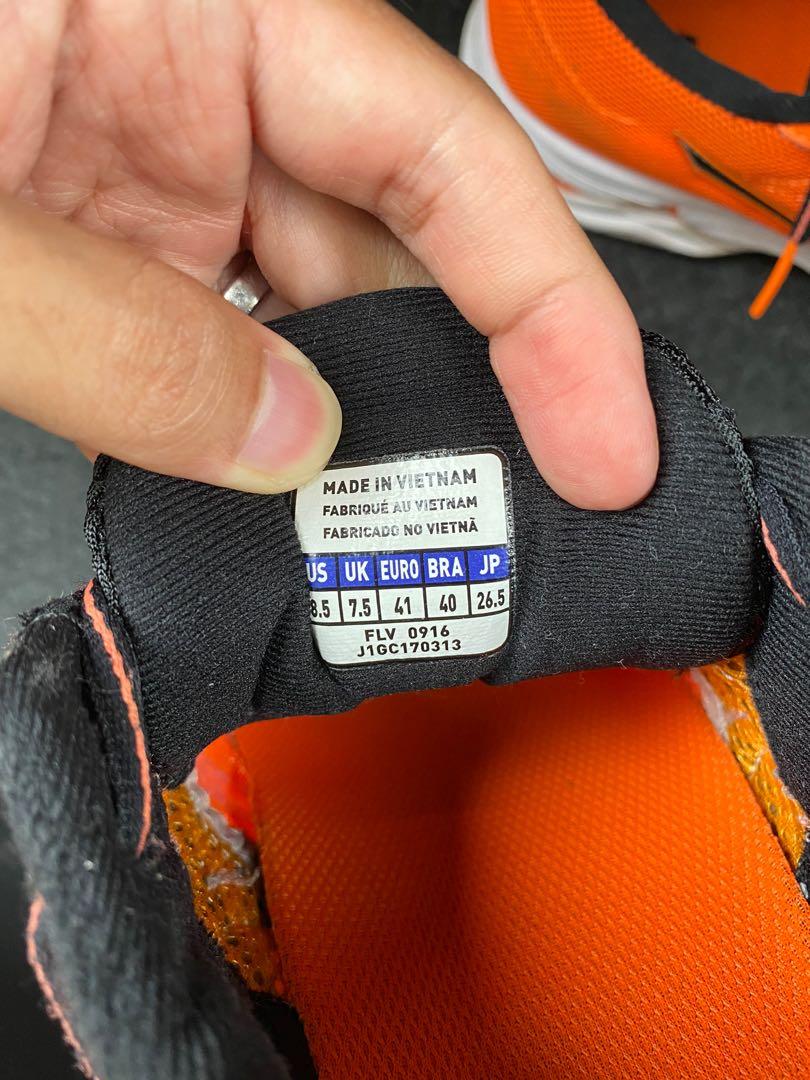 MADE IN VIETNAM
FABRIQUÉ AU VIETNAM
FABRICADO NO VIETNÃ
US UK EURO BRA JP
8.5 7.5 41 40 26.5
FLV 0916
J1GC170313